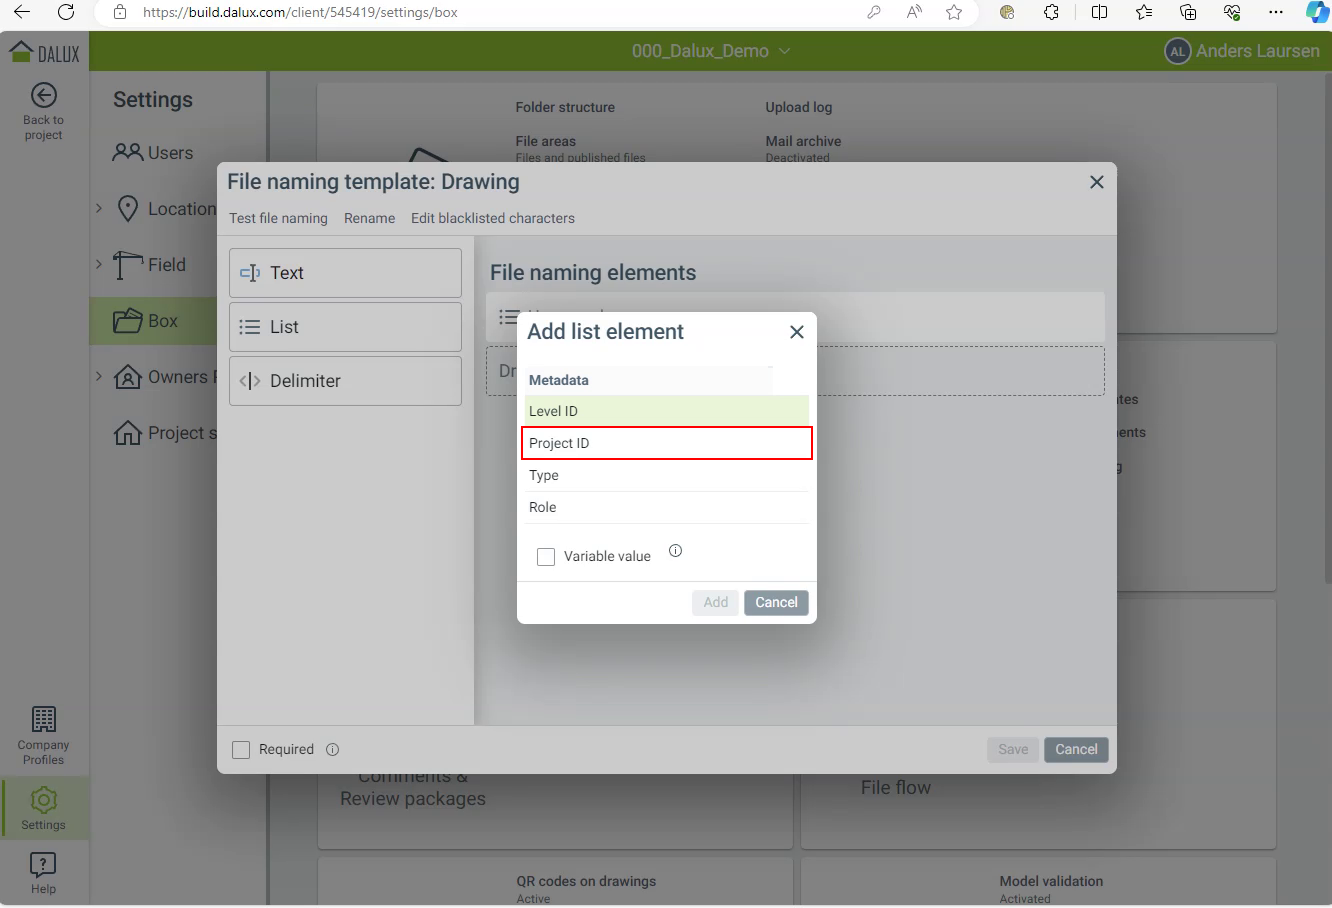 https://build.dalux.com/client/545419/settings/box
DALUX
000_Dalux_Demo
AL Anders Laursen
Back to
project
Settings
Users
Location
Field
Box
Owners
Project s
Company
Profiles
Settings
Help
Folder structure
Upload log
File areas
Files and published files
Mail archive
Deactivated
File naming template: Drawing
Test file naming
Rename
Edit blacklisted characters
Text
List
Delimiter
File naming elements
Dr
Add list element
Metadata
Level ID
Project ID
Type
Role
Variable value
Add
Cancel
Required
Save
Cancel
tes
ents
g
Comments &
Review packages
File flow
QR codes on drawings
Active
Model validation
Activated